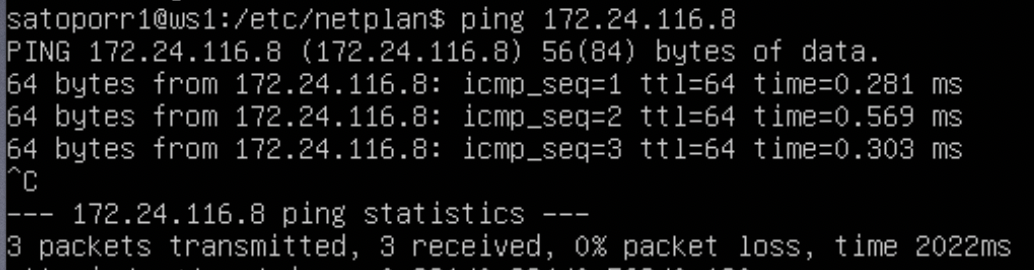 satoporr1@ws1:/etc/netplan$ ping 172.24.116.8
PING 172.24.116.8 (172.24.116.8) 56(84) bytes of data.
64 bytes from 172.24.116.8: icmp_seq=1 ttl=64 time=0.281 ms
64 bytes from 172.24.116.8: icmp_seq=2 ttl=64 time=0.569 ms
64 bytes from 172.24.116.8: icmp_seq=3 ttl=64 time=0.303 ms
^C
--- 172.24.116.8 ping statistics ---
3 packets transmitted, 3 received, 0% packet loss, time 2022ms